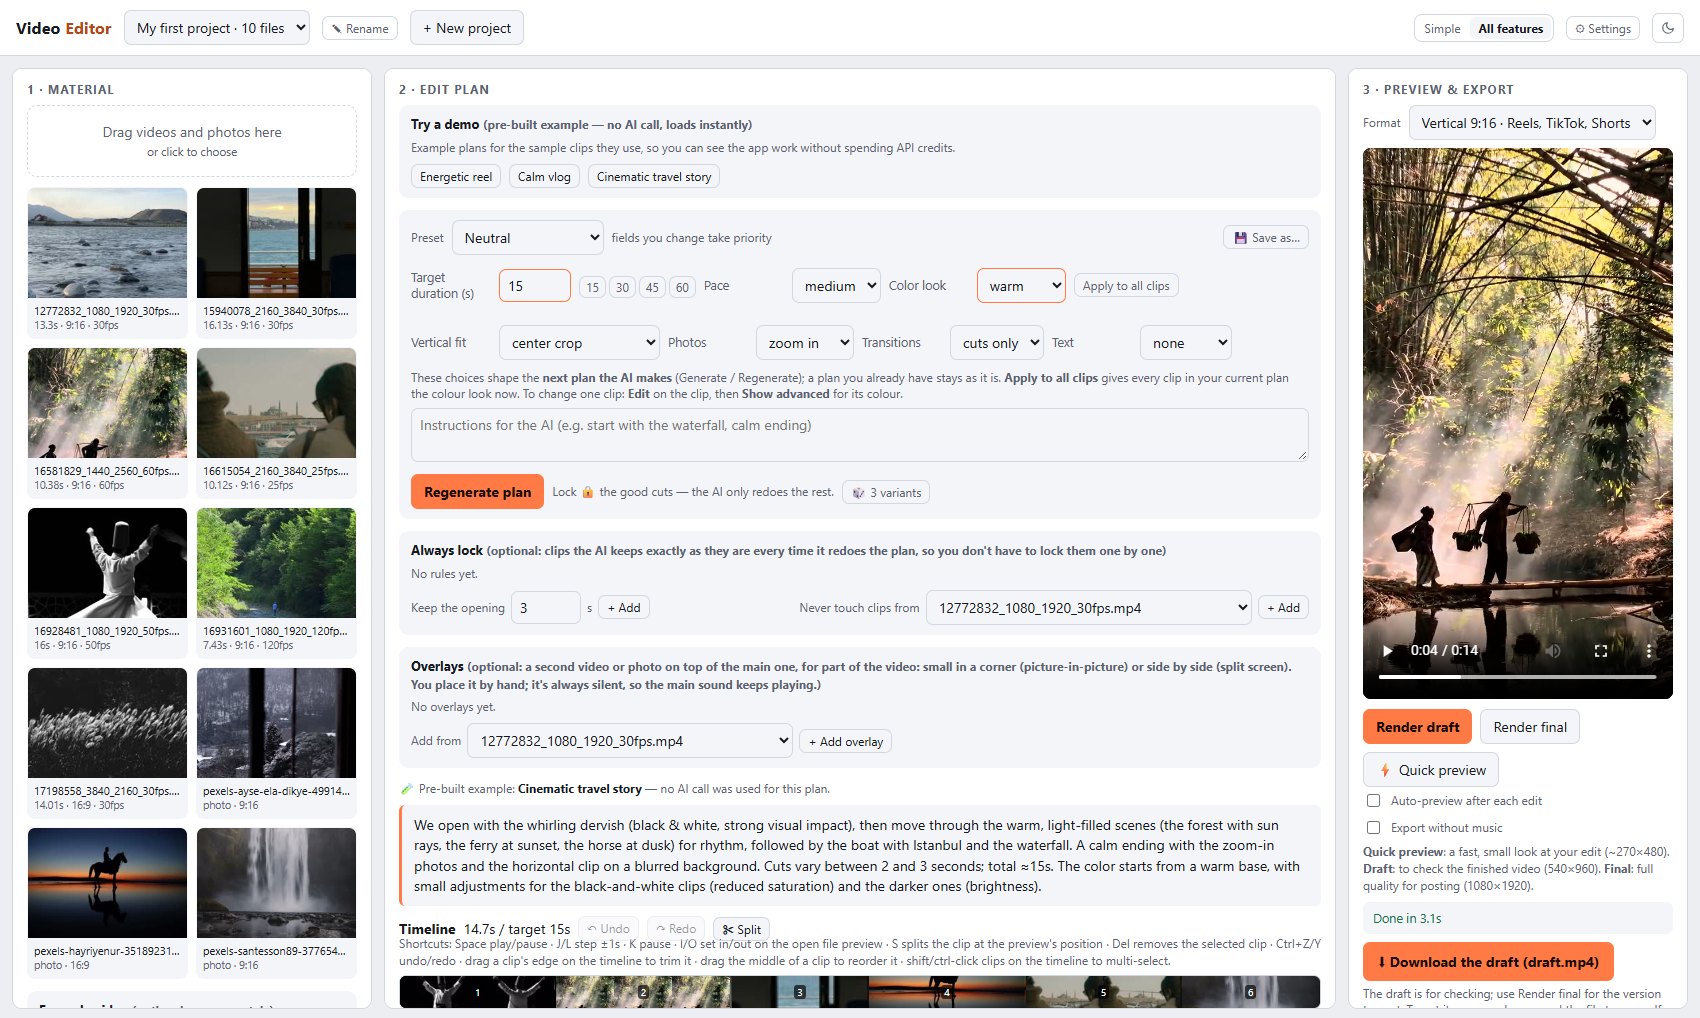 Video Editor
My first project · 10 files
✎ Rename
+ New project
Simple
All features
⚙ Settings
1 · MATERIAL
Drag videos and photos here
or click to choose
12772832_1080_1920_30fps....
13.3s · 9:16 · 30fps
15940078_2160_3840_30fps....
16.13s · 9:16 · 30fps
16581829_1440_2560_60fps....
10.38s · 9:16 · 60fps
16615054_2160_3840_25fps....
10.12s · 9:16 · 25fps
16928481_1080_1920_50fps....
16s · 9:16 · 50fps
16931601_1080_1920_120fp...
7.43s · 9:16 · 120fps
17198558_3840_2160_30fps....
14.01s · 16:9 · 30fps
pexels-ayse-ela-dikye-49914...
photo · 9:16
pexels-hayriyenur-35189231...
photo · 16:9
pexels-santesson89-377654...
photo · 9:16
2 · EDIT PLAN
Try a demo (pre-built example — no AI call, loads instantly)
Example plans for the sample clips they use, so you can see the app work without spending API credits.
Energetic reel
Calm vlog
Cinematic travel story
Preset
Neutral
fields you change take priority
💾 Save as...
Target
duration (s)
15
15
30
45
60
Pace
medium
Color look
warm
Apply to all clips
Vertical fit
center crop
Photos
zoom in
Transitions
cuts only
Text
none
These choices shape the next plan the AI makes (Generate / Regenerate); a plan you already have stays as it is. Apply to all clips gives every clip in your current plan
the colour look now. To change one clip: Edit on the clip, then Show advanced for its colour.
Instructions for the AI (e.g. start with the waterfall, calm ending)
Regenerate plan
Lock 🔒 the good cuts — the AI only redoes the rest.
🎲 3 variants
Always lock (optional: clips the AI keeps exactly as they are every time it redoes the plan, so you don't have to lock them one by one)
No rules yet.
Keep the opening
3
s
+ Add
Never touch clips from
12772832_1080_1920_30fps.mp4
+ Add
Overlays (optional: a second video or photo on top of the main one, for part of the video: small in a corner (picture-in-picture) or side by side (split screen).
You place it by hand; it's always silent, so the main sound keeps playing.)
No overlays yet.
Add from
12772832_1080_1920_30fps.mp4
+ Add overlay
Pre-built example: Cinematic travel story — no AI call was used for this plan.
We open with the whirling dervish (black & white, strong visual impact), then move through the warm, light-filled scenes (the forest with sun
rays, the ferry at sunset, the horse at dusk) for rhythm, followed by the boat with Istanbul and the waterfall. A calm ending with the zoom-in
photos and the horizontal clip on a blurred background. Cuts vary between 2 and 3 seconds; total ≈15s. The color starts from a warm base, with
small adjustments for the black-and-white clips (reduced saturation) and the darker ones (brightness).
Timeline
14.7s / target 15s
↶ Undo
↷ Redo
✂ Split
Shortcuts: Space play/pause · J/L step ±1s · K pause · I/O set in/out on the open file preview · S splits the clip at the preview's position · Del removes the selected clip · Ctrl+Z/Y
undo/redo · drag a clip's edge on the timeline to trim it · drag the middle of a clip to reorder it · shift/ctrl-click clips on the timeline to multi-select.
1
2
3
4
5
6
3 · PREVIEW & EXPORT
Format
Vertical 9:16 · Reels, TikTok, Shorts
0:04 / 0:14
Render draft
Render final
⚡ Quick preview
Auto-preview after each edit
Export without music
Quick preview: a fast, small look at your edit (~270×480).
Draft: to check the finished video (540×960). Final: full
quality for posting (1080×1920).
Done in 3.1s
⬇ Download the draft (draft.mp4)
The draft is for checking; use Render final for the version